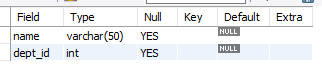 Field Type Null Key Default Extra
name varchar(50) YES NULL
dept_id int YES NULL